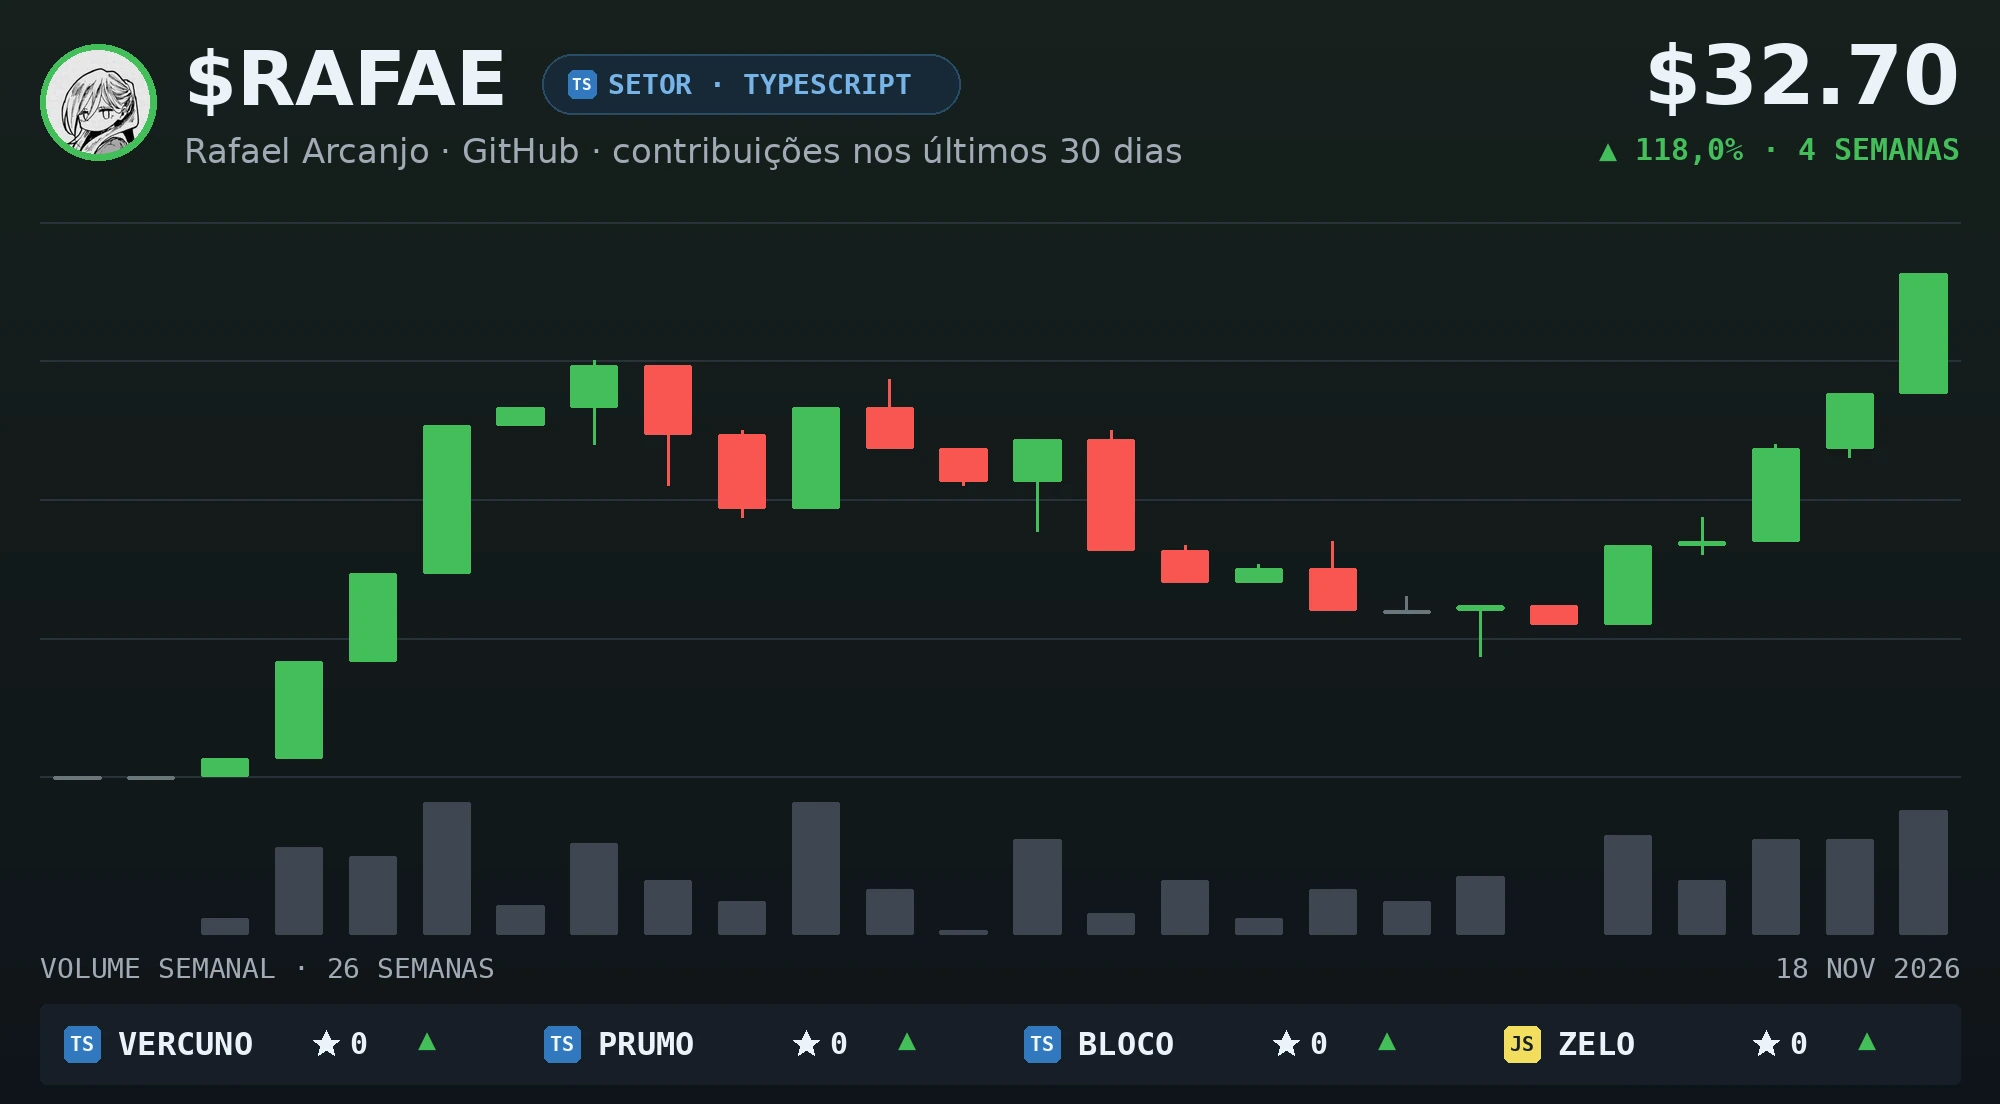 $RAFAE
TS SETOR · TYPESCRIPT
$32.70
Rafael Arcanjo · GitHub · contribuições nos últimos 30 dias
▲ 118,0% · 4 SEMANAS
VOLUME SEMANAL · 26 SEMANAS
18 NOV 2026
TS VERCUNO ★ 0 ▲
TS PRUMO ★ 0 ▲
TS BLOCO ★ 0 ▲
JS ZELO ★ 0 ▲